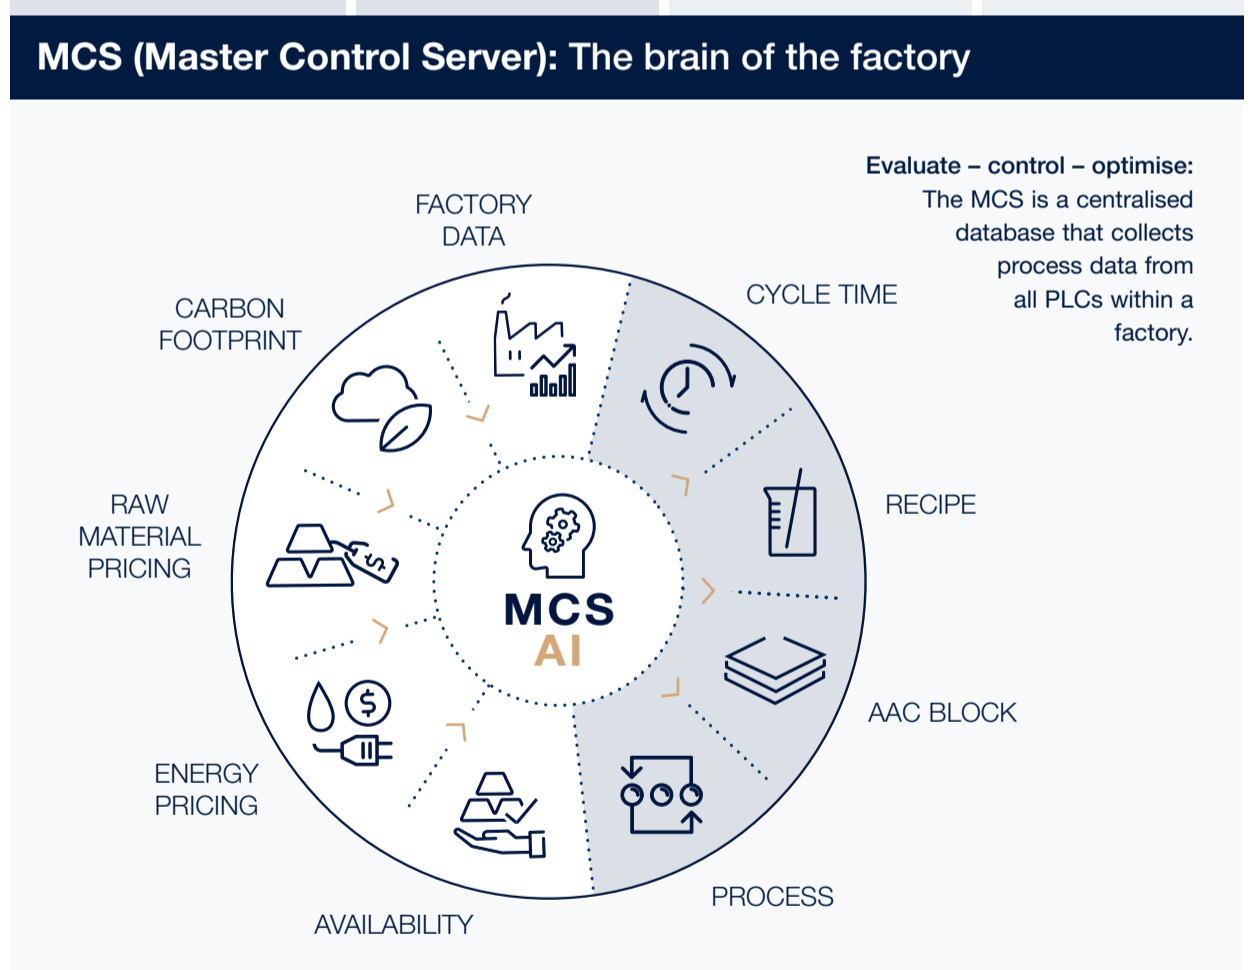 MCS (Master Control Server): The brain of the factory
Evaluate – control – optimise:
The MCS is a centralised
database that collects
process data from
all PLCs within a
factory.
FACTORY
DATA
CYCLE TIME
CARBON
FOOTPRINT
RAW
MATERIAL
PRICING
RECIPE
$
MCS
AI
$
AAC BLOCK
ENERGY
PRICING
PROCESS
AVAILABILITY